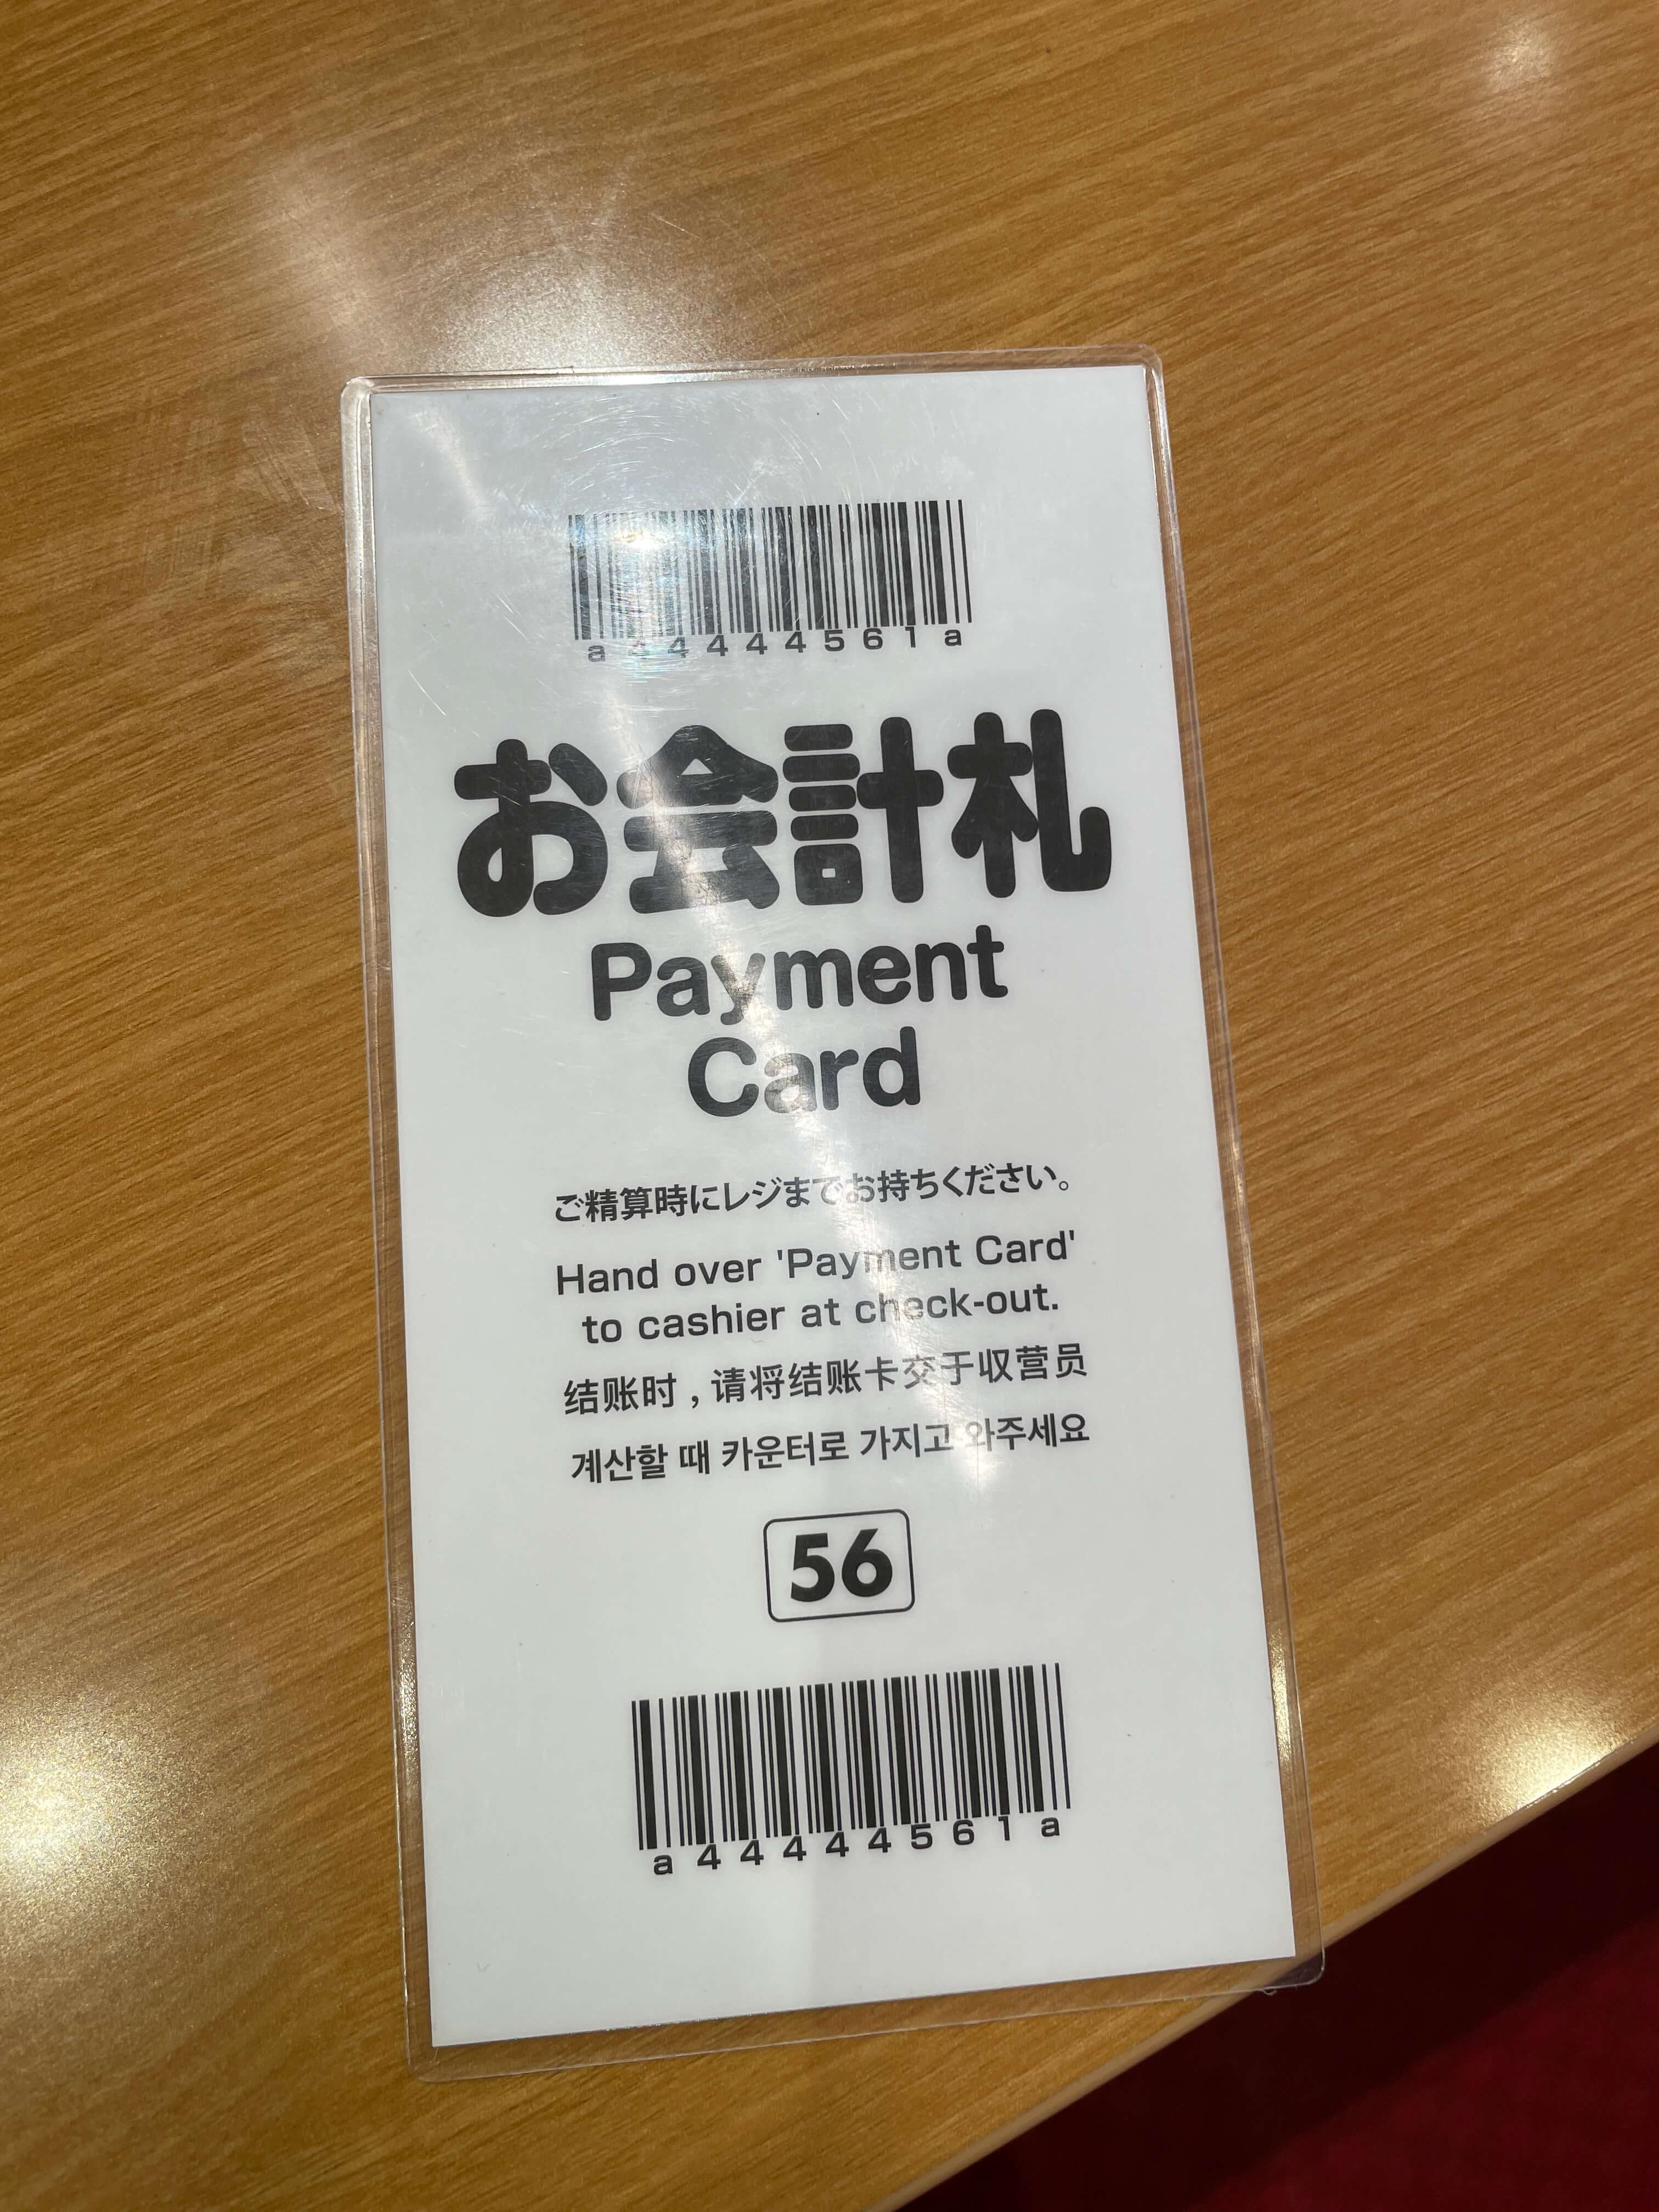 a44444561a
お会計札
Payment
Card
ご精算時にレジまでお持ちください。
Hand over 'Payment Card'
to cashier at check-out.
结账时，请将结账卡交于収营员
계산할 때 카운터로 가지고 와주세요
56
a44444561a